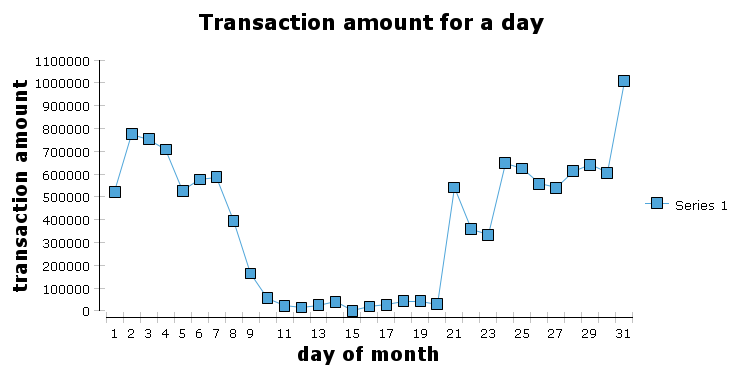 Transaction amount for a day
transaction amount
1100000
1000000
900000
800000
700000
600000
500000
400000
300000
200000
100000
0
Series 1
1 2 3 4 5 6 7 8 9 11 13 15 17 19 21 23 25 27 29 31
day of month